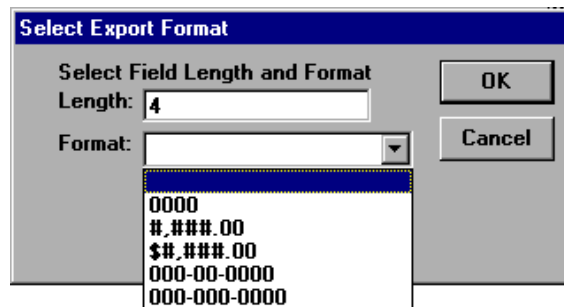 Select Export Format
Select Field Length and Format
Length: 4
OK
Format:
Cancel
0000
#,###.00
$#,###.00
000-00-0000
000-000-0000